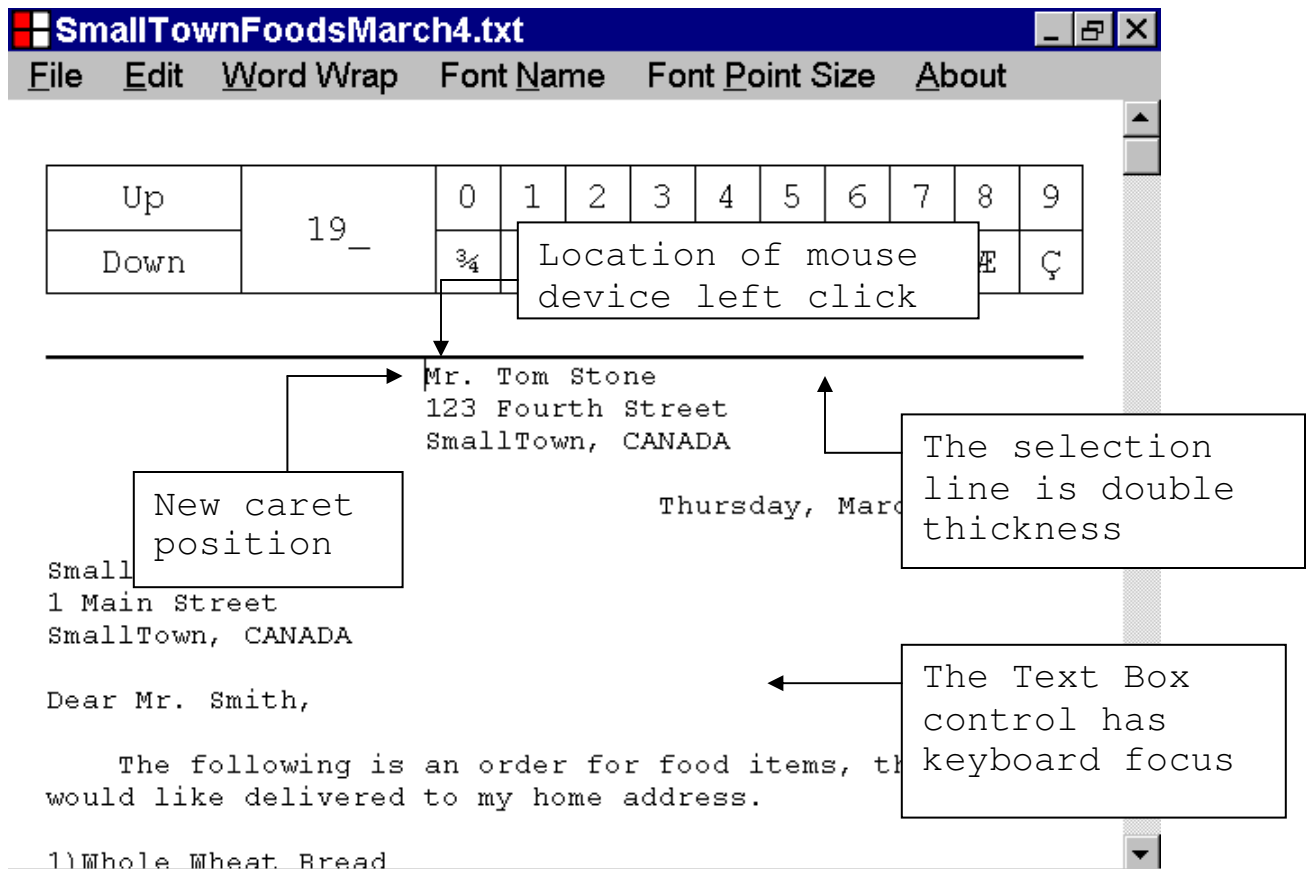 SmallTownFoodsMarch4.txt
File Edit Word Wrap Font Name Font Point Size About
Up 19_ 0 1 2 3 4 5 6 7 8 9
Down ¾ Æ Ç
Location of mouse
device left click
Mr. Tom Stone
123 Fourth Street
SmallTown, CANADA
The selection
line is double
thickness
New caret
position
Thursday,
1 Main Street
SmallTown, CANADA
Dear Mr. Smith,
The Text Box
control has
keyboard focus
The following is an order for food items,
would like delivered to my home address.
1)Whole Wheat Bread